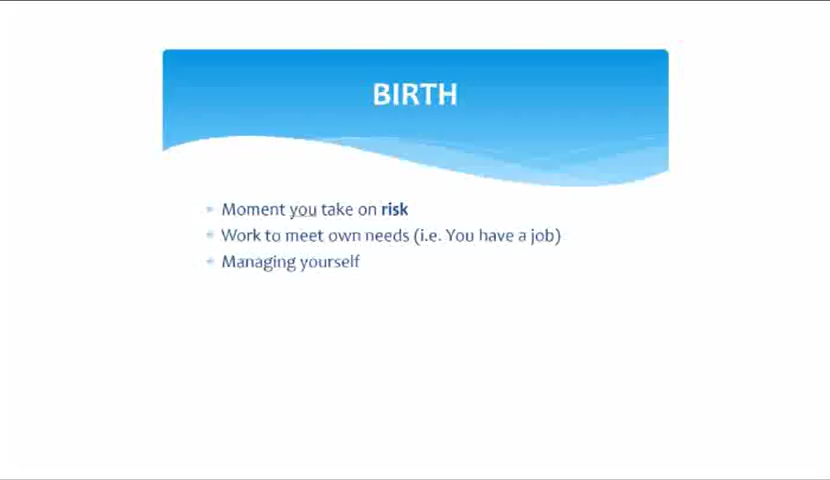 BIRTH
Moment you take on risk
Work to meet own needs (i.e. You have a job)
Managing yourself